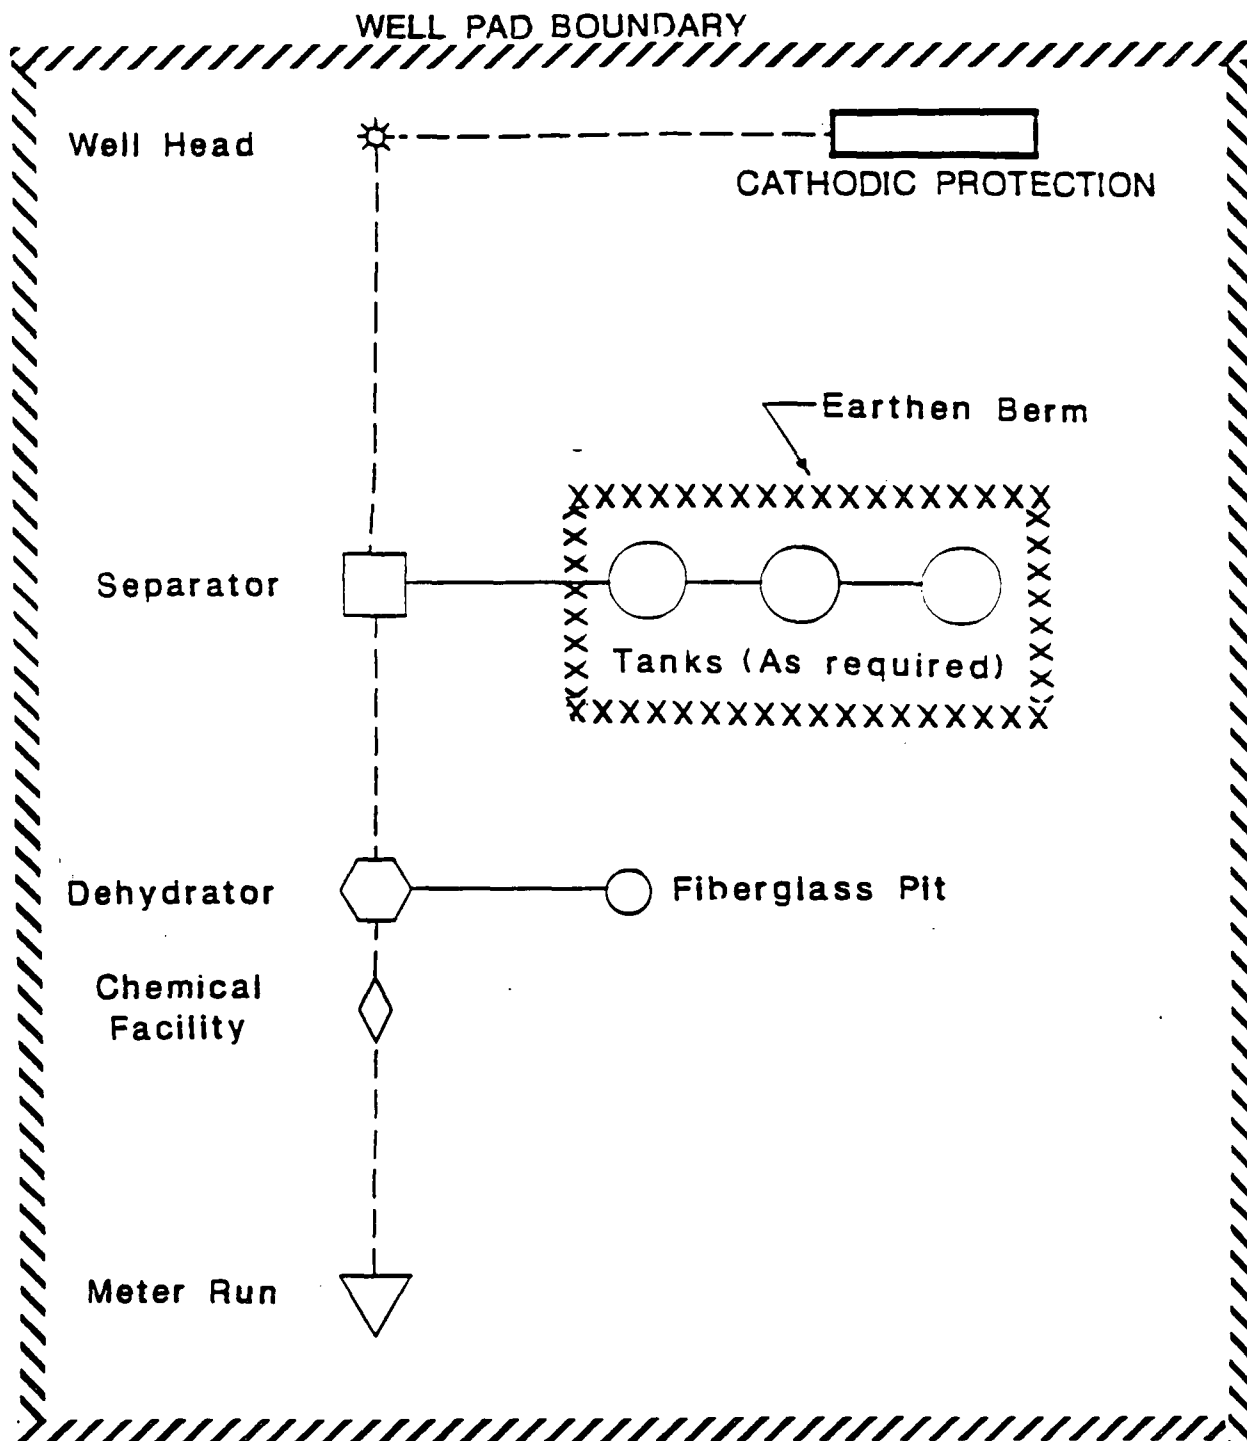 WELL PAD BOUNDARY
Well Head
CATHODIC PROTECTION
Earthen Berm
Separator
Tanks (As required)
Dehydrator
Fiberglass Pit
Chemical
Facility
Meter Run